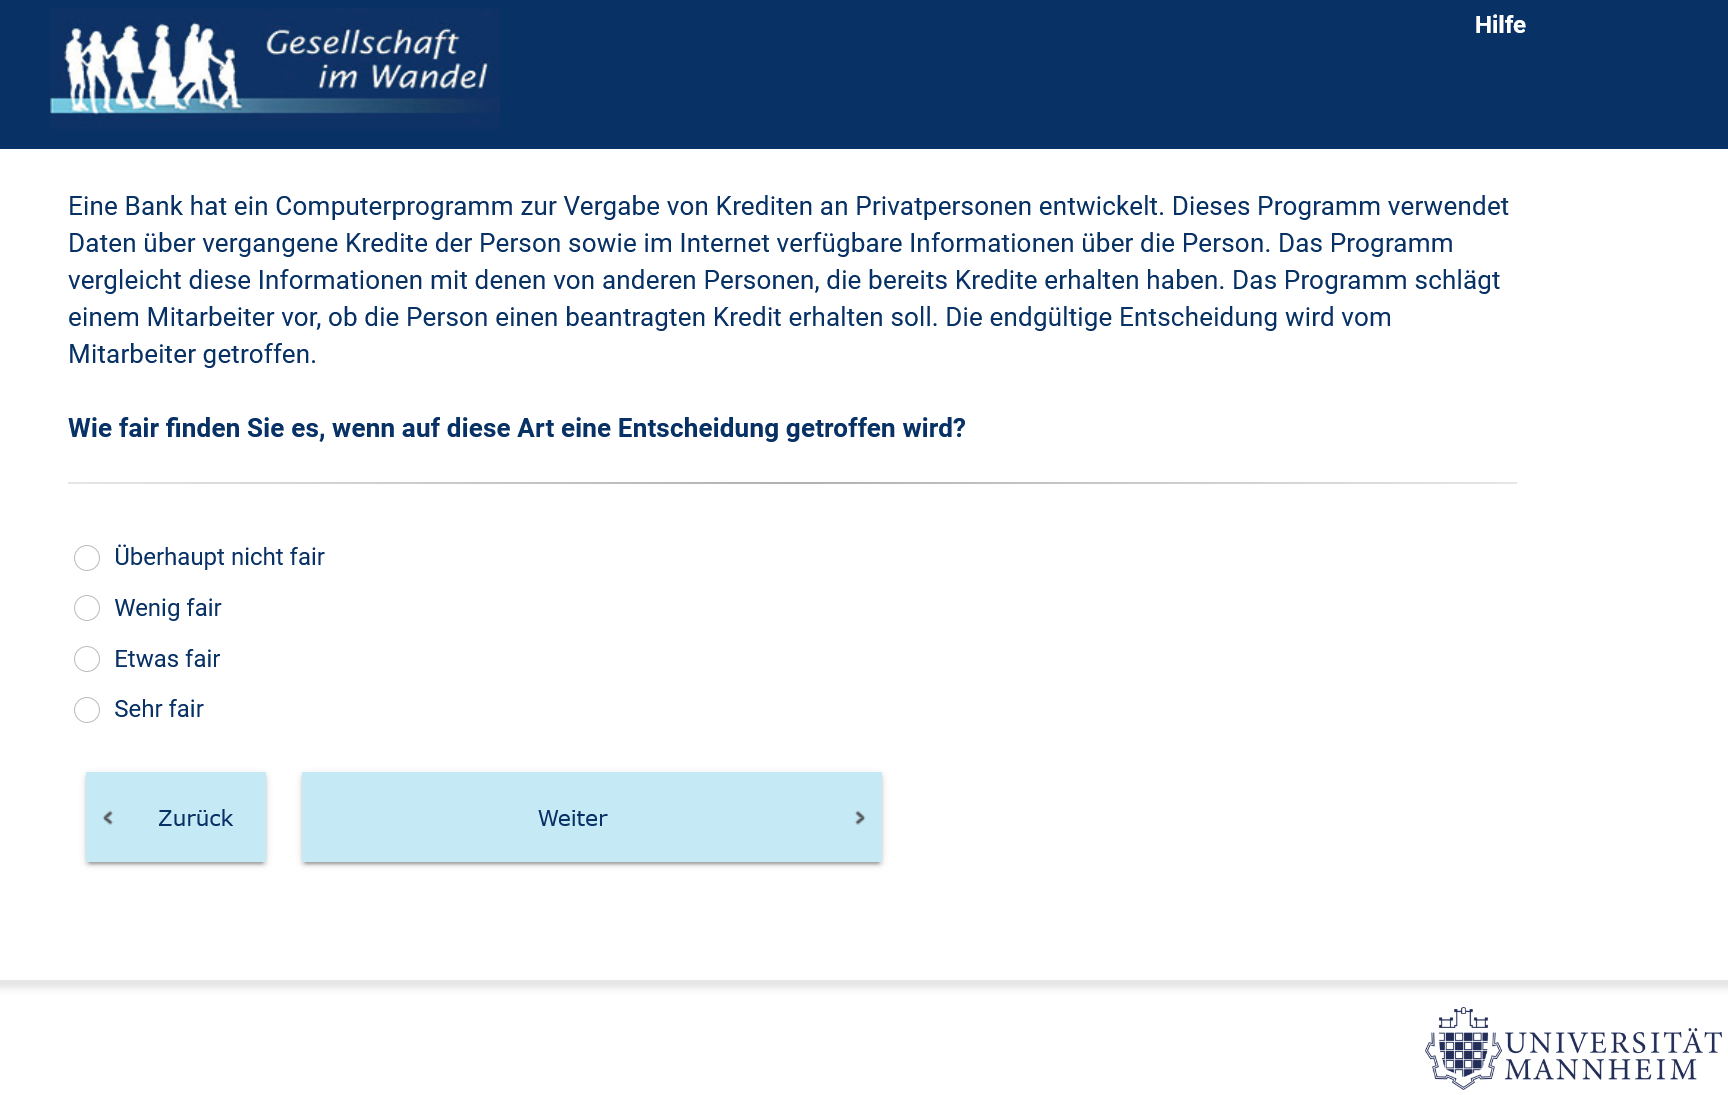 Gesellschaft
im Wandel
Hilfe
Eine Bank hat ein Computerprogramm zur Vergabe von Krediten an Privatpersonen entwickelt. Dieses Programm verwendet
Daten über vergangene Kredite der Person sowie im Internet verfügbare Informationen über die Person. Das Programm
vergleicht diese Informationen mit denen von anderen Personen, die bereits Kredite erhalten haben. Das Programm schlägt
einem Mitarbeiter vor, ob die Person einen beantragten Kredit erhalten soll. Die endgültige Entscheidung wird vom
Mitarbeiter getroffen.
Wie fair finden Sie es, wenn auf diese Art eine Entscheidung getroffen wird?
Überhaupt nicht fair
Wenig fair
Etwas fair
Sehr fair
Zurück
Weiter
UNIVERSITÄT
MANNHEIM